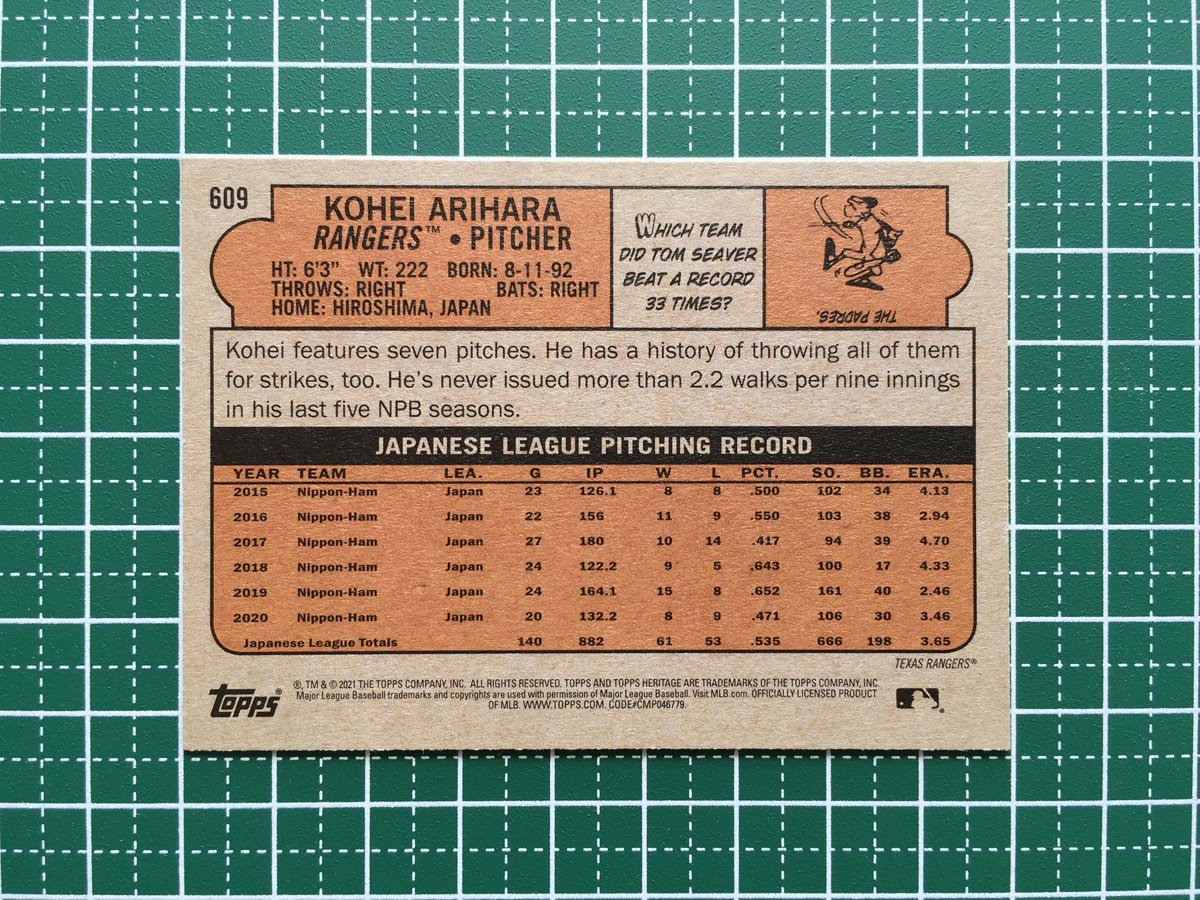 609
KOHEI ARIHARA
RANGERS™ • PITCHER
HT: 6'3" WT: 222 BORN: 8-11-92
THROWS: RIGHT BATS: RIGHT
HOME: HIROSHIMA, JAPAN
WHICH TEAM
DID TOM SEAVER
BEAT A RECORD
33 TIMES?
THE PADRES.
Kohei features seven pitches. He has a history of throwing all of them
for strikes, too. He's never issued more than 2.2 walks per nine innings
in his last five NPB seasons.
JAPANESE LEAGUE PITCHING RECORD
YEAR TEAM LEA. G IP W L PCT. SO. BB. ERA.
2015 Nippon-Ham Japan 23 126.1 8 8 .500 102 34 4.13
2016 Nippon-Ham Japan 22 156 11 9 .550 103 38 2.94
2017 Nippon-Ham Japan 27 180 10 14 .417 94 39 4.70
2018 Nippon-Ham Japan 24 122.2 9 5 .643 100 17 4.33
2019 Nippon-Ham Japan 24 164.1 15 8 .652 161 40 2.46
2020 Nippon-Ham Japan 20 132.2 8 9 .471 106 30 3.46
Japanese League Totals 140 882 61 53 .535 666 198 3.65
TEXAS RANGERS®
topps®
®, TM & © 2021 THE TOPPS COMPANY, INC. ALL RIGHTS RESERVED. TOPPS AND TOPPS HERITAGE ARE TRADEMARKS OF THE TOPPS COMPANY, INC.
Major League Baseball trademarks and copyrights are used with permission of Major League Baseball. Visit MLB.com. OFFICIALLY LICENSED PRODUCT
OF MLB. WWW.TOPPS.COM. CODE#CMP046779.